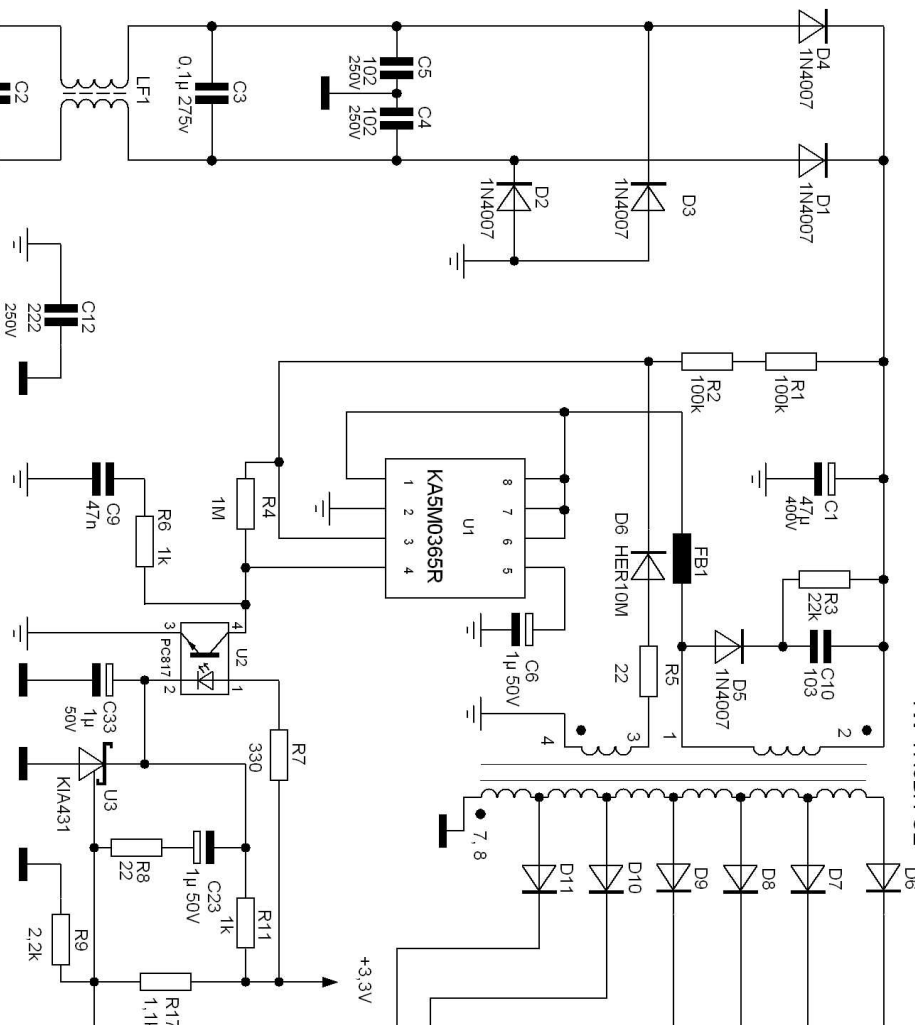 C2
LF1
C3
0,1µ 275v
C5
102
250V
C4
102
250V
D4
1N4007
D1
1N4007
D2
1N4007
D3
1N4007
C12
222
250V
R2
100k
R1
100k
C1
47µ
400V
C9
47n
R6 1k
R4
1M
U1
KA5M0365R
1
2
3
4
8
7
6
5
D6 HER10M
FB1
R3
22k
C10
103
D5
1N4007
C6
1µ 50V
R5
22
U2
PC817
3
4
2
1
C33
1µ
50V
U3
KIA431
R7
330
4
3
1
2
7, 8
R8
22
C23
1µ 50V
R11
1k
R9
2,2k
+3,3V
D11
D10
D9
D8
D7
D6